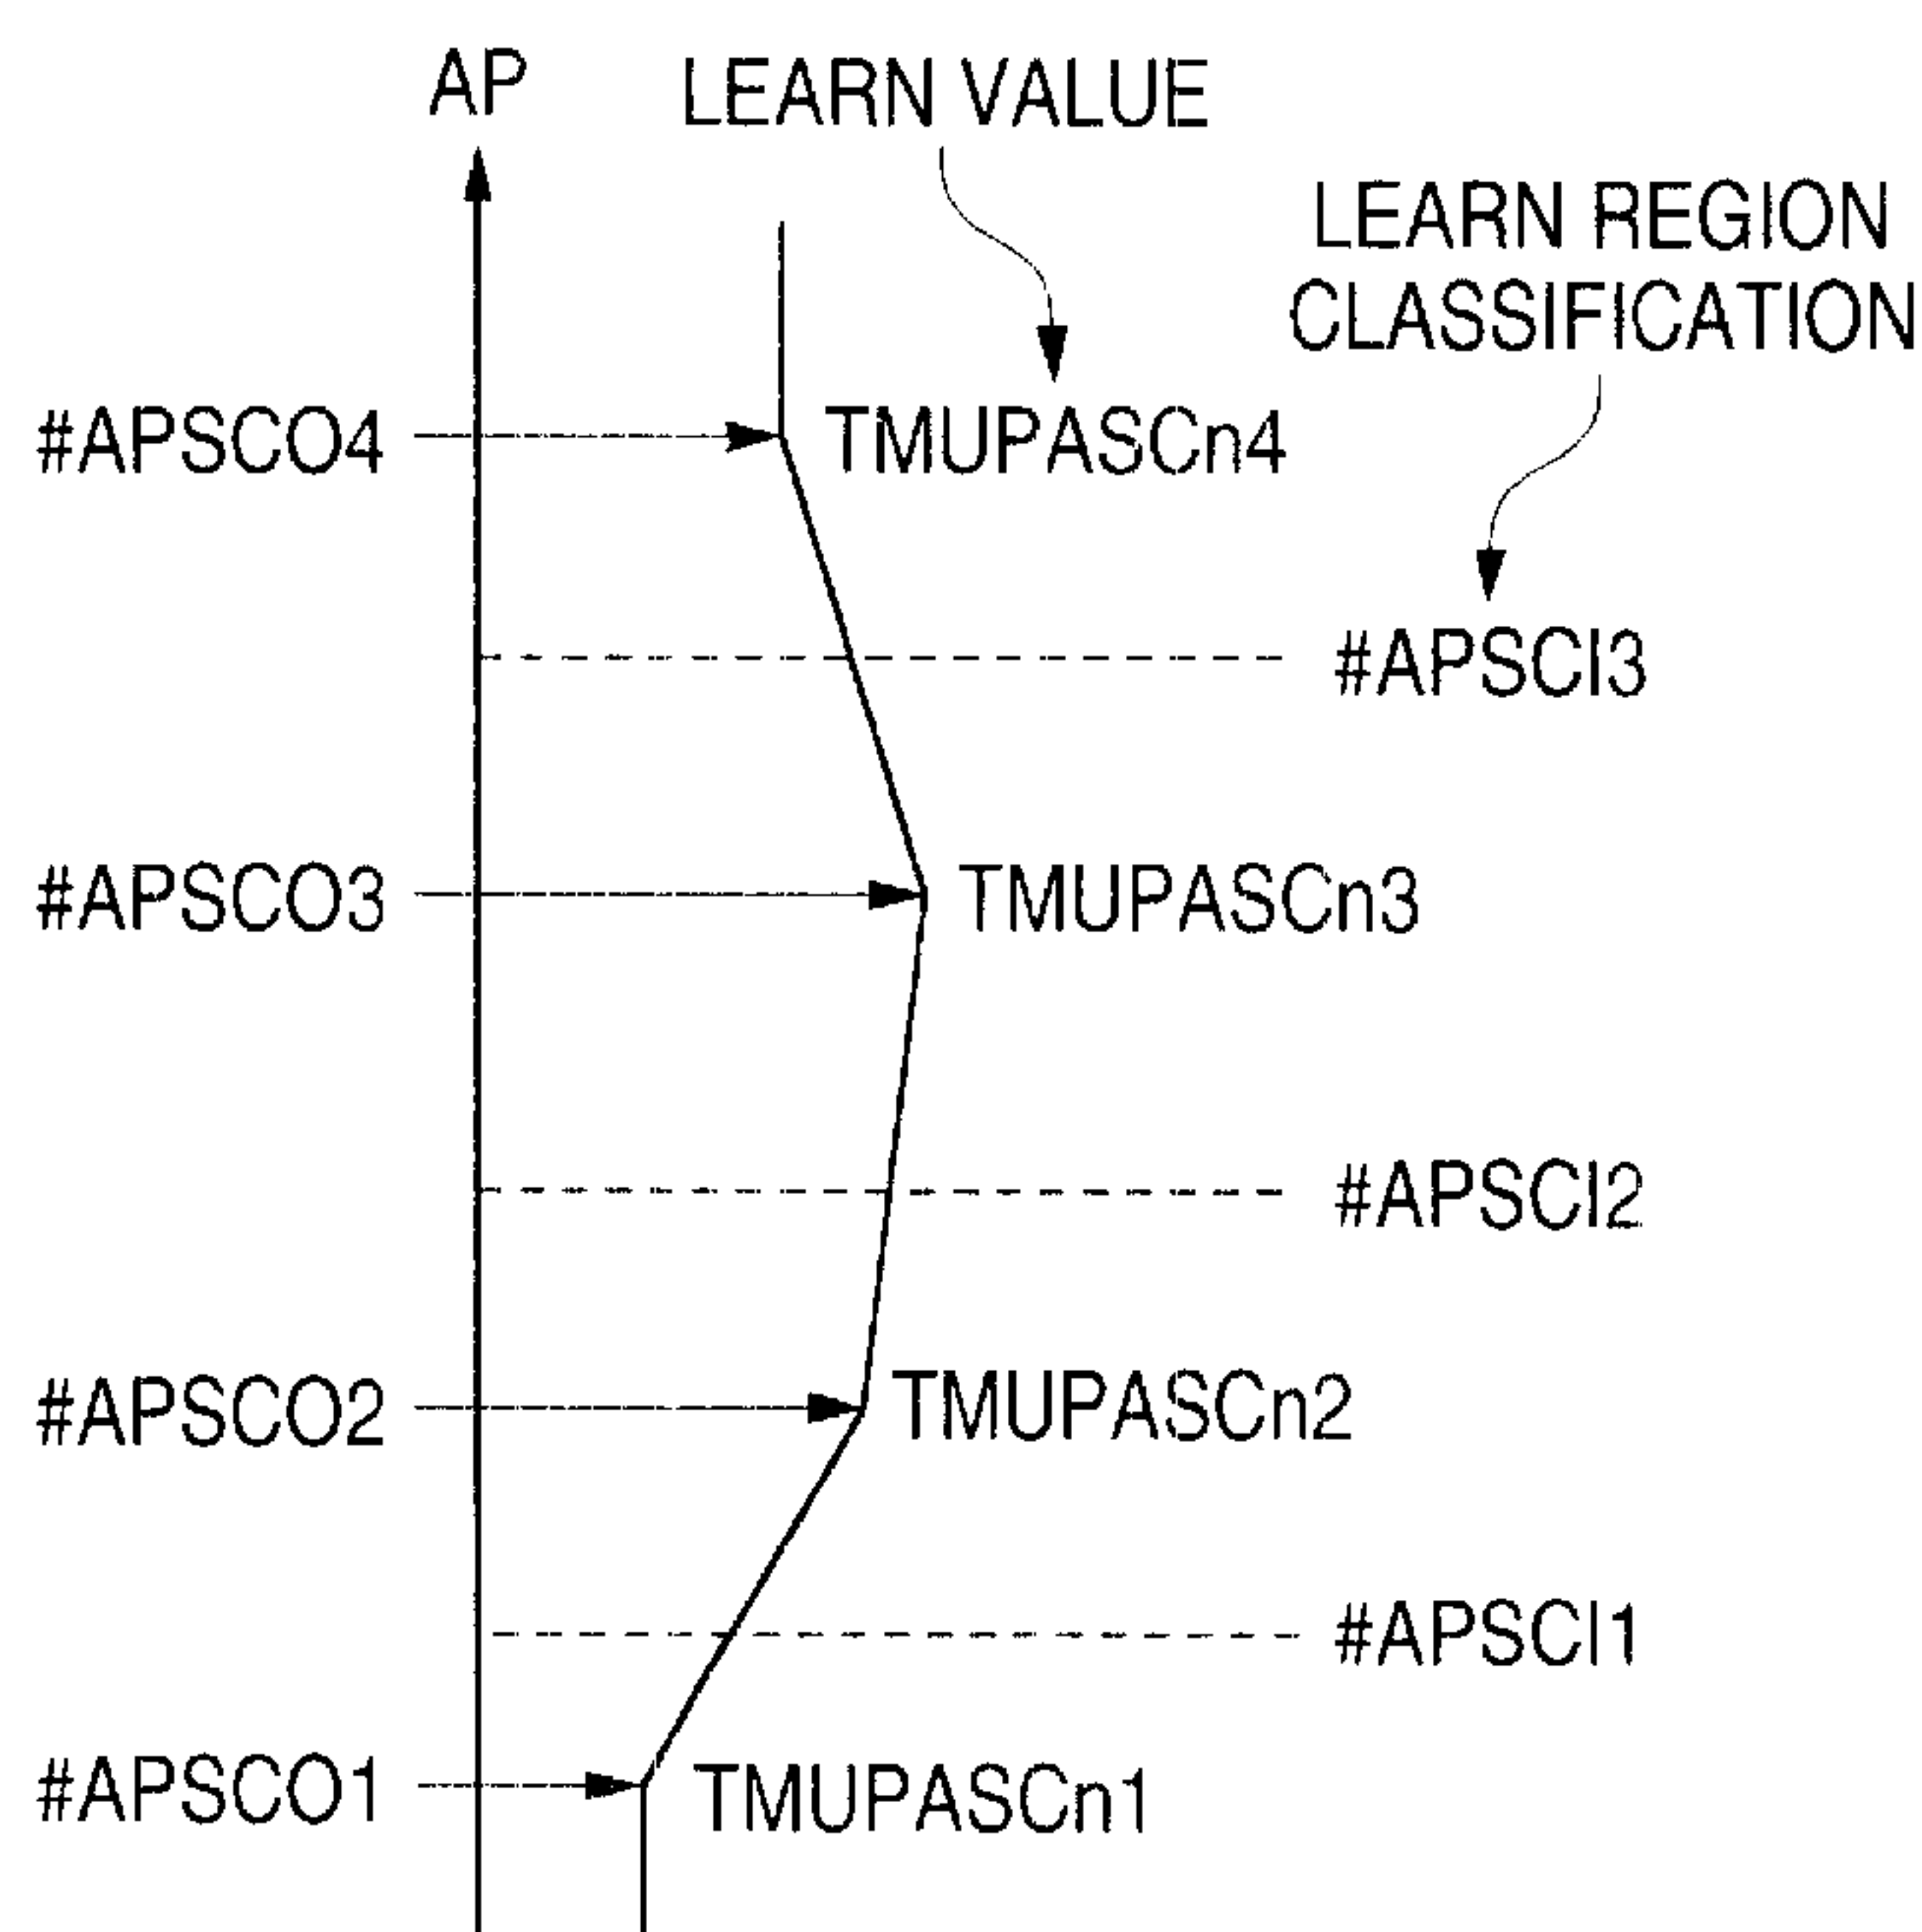 AP
LEARN VALUE
LEARN REGION
CLASSIFICATION
#APSCO4
TMUPASCn4
#APSCI3
#APSCO3
TMUPASCn3
#APSCI2
#APSCO2
TMUPASCn2
#APSCI1
#APSCO1
TMUPASCn1